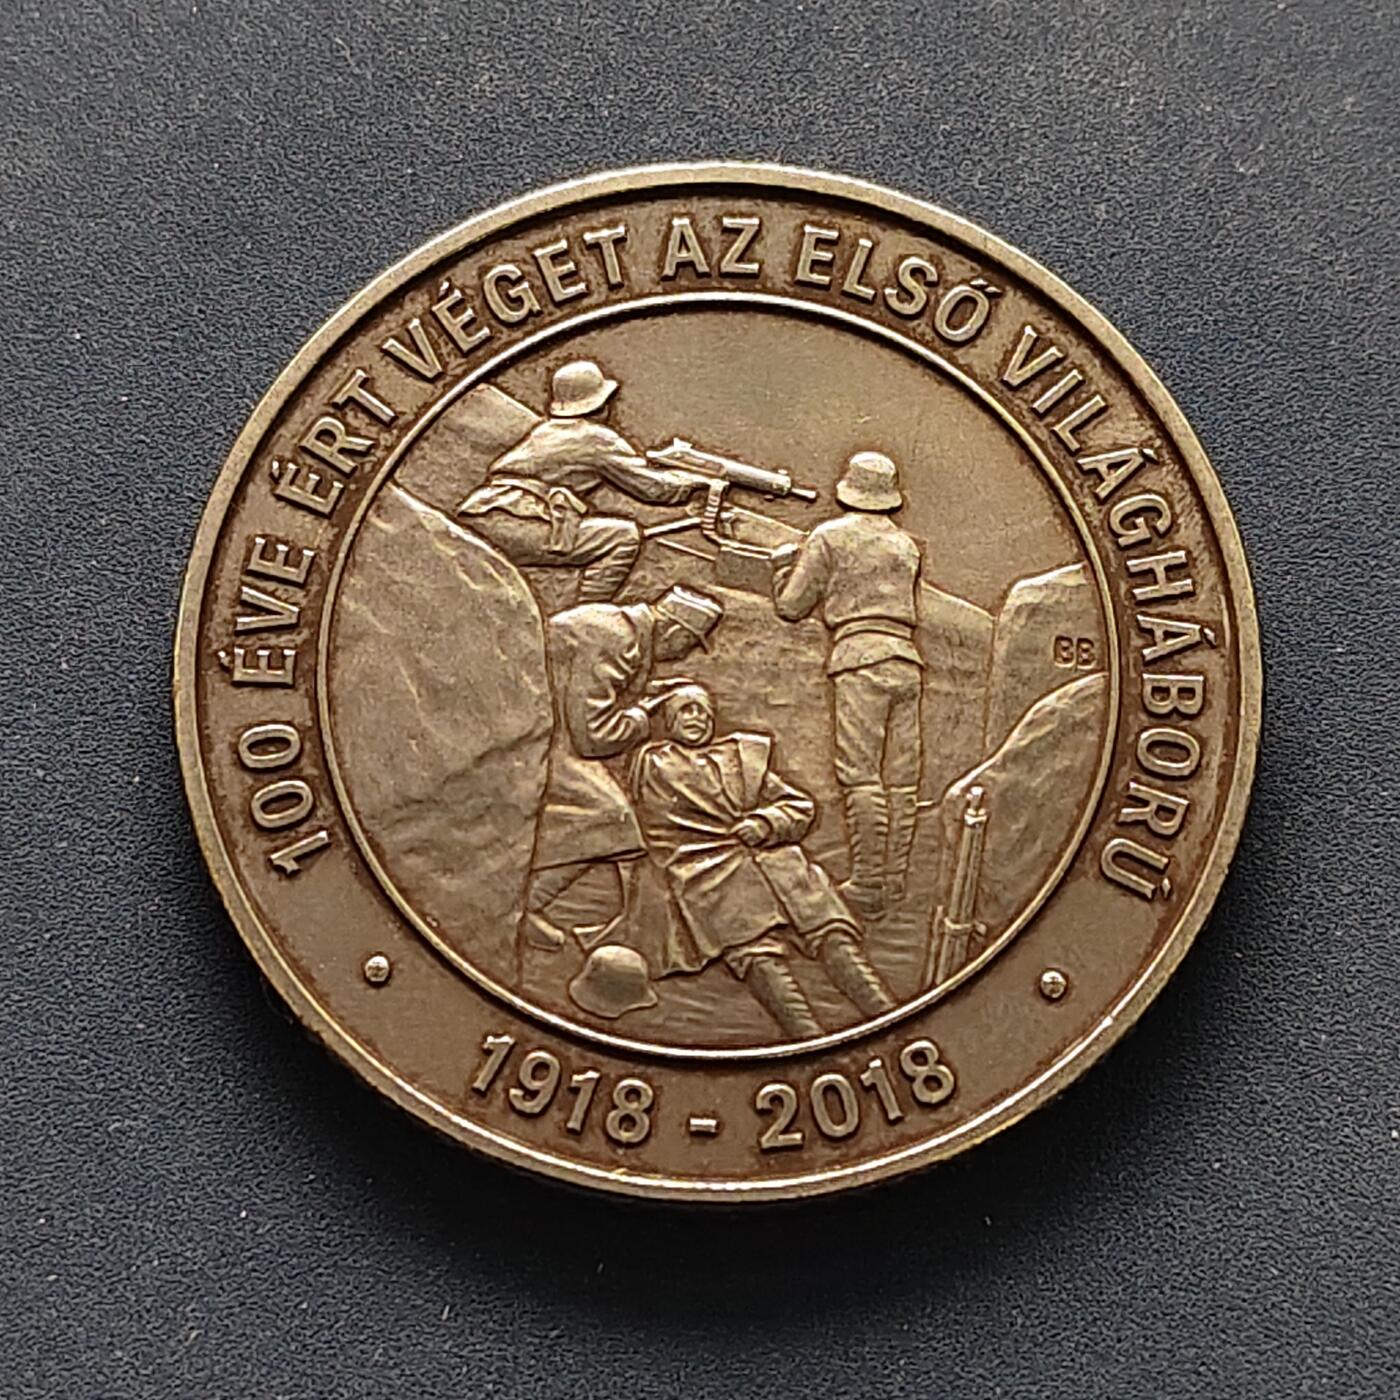 100 ÉVE ÉRT VÉGET AZ ELSŐ VILÁGHÁBORÚ
BB
1918 - 2018